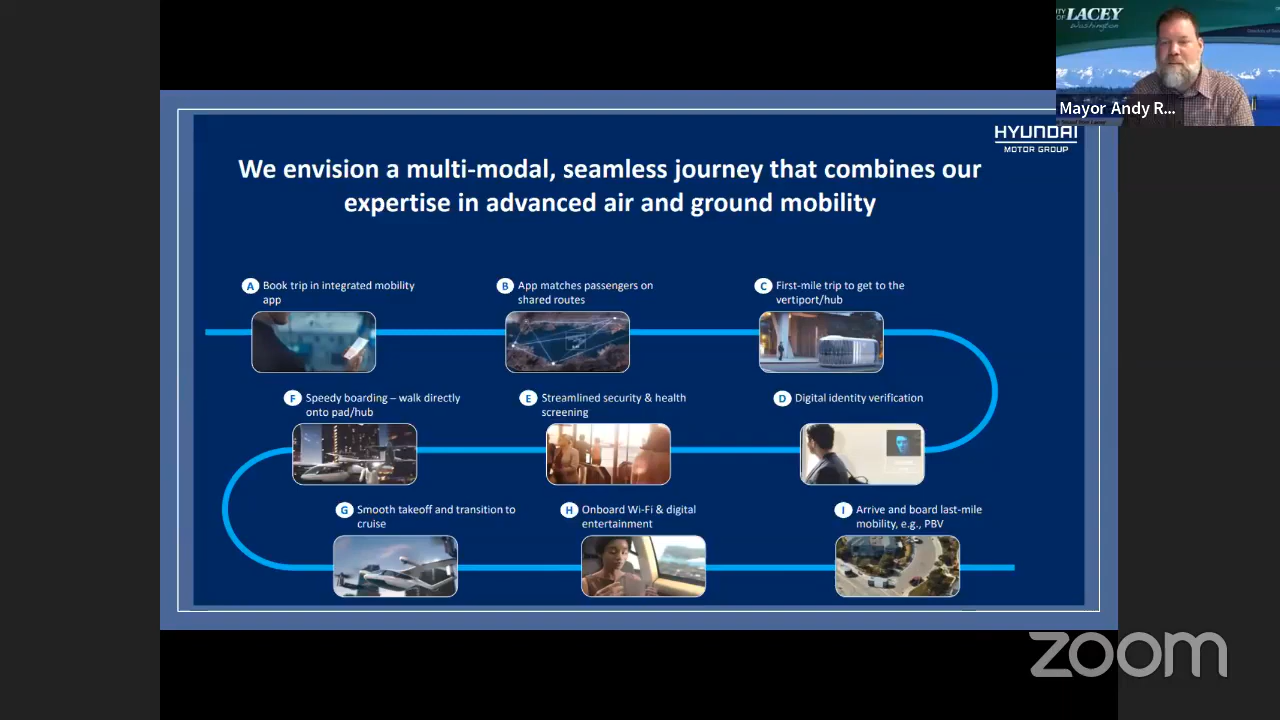 LACEY
Washington
Mayor Andy R...
HYUNDAI
MOTOR GROUP
We envision a multi-modal, seamless journey that combines our
expertise in advanced air and ground mobility
A Book trip in integrated mobility
app
B App matches passengers on
shared routes
C First-mile trip to get to the
vertiport/hub
F Speedy boarding – walk directly
onto pad/hub
E Streamlined security & health
screening
D Digital identity verification
G Smooth takeoff and transition to
cruise
H Onboard Wi-Fi & digital
entertainment
I Arrive and board last-mile
mobility, e.g., PBV
zoom